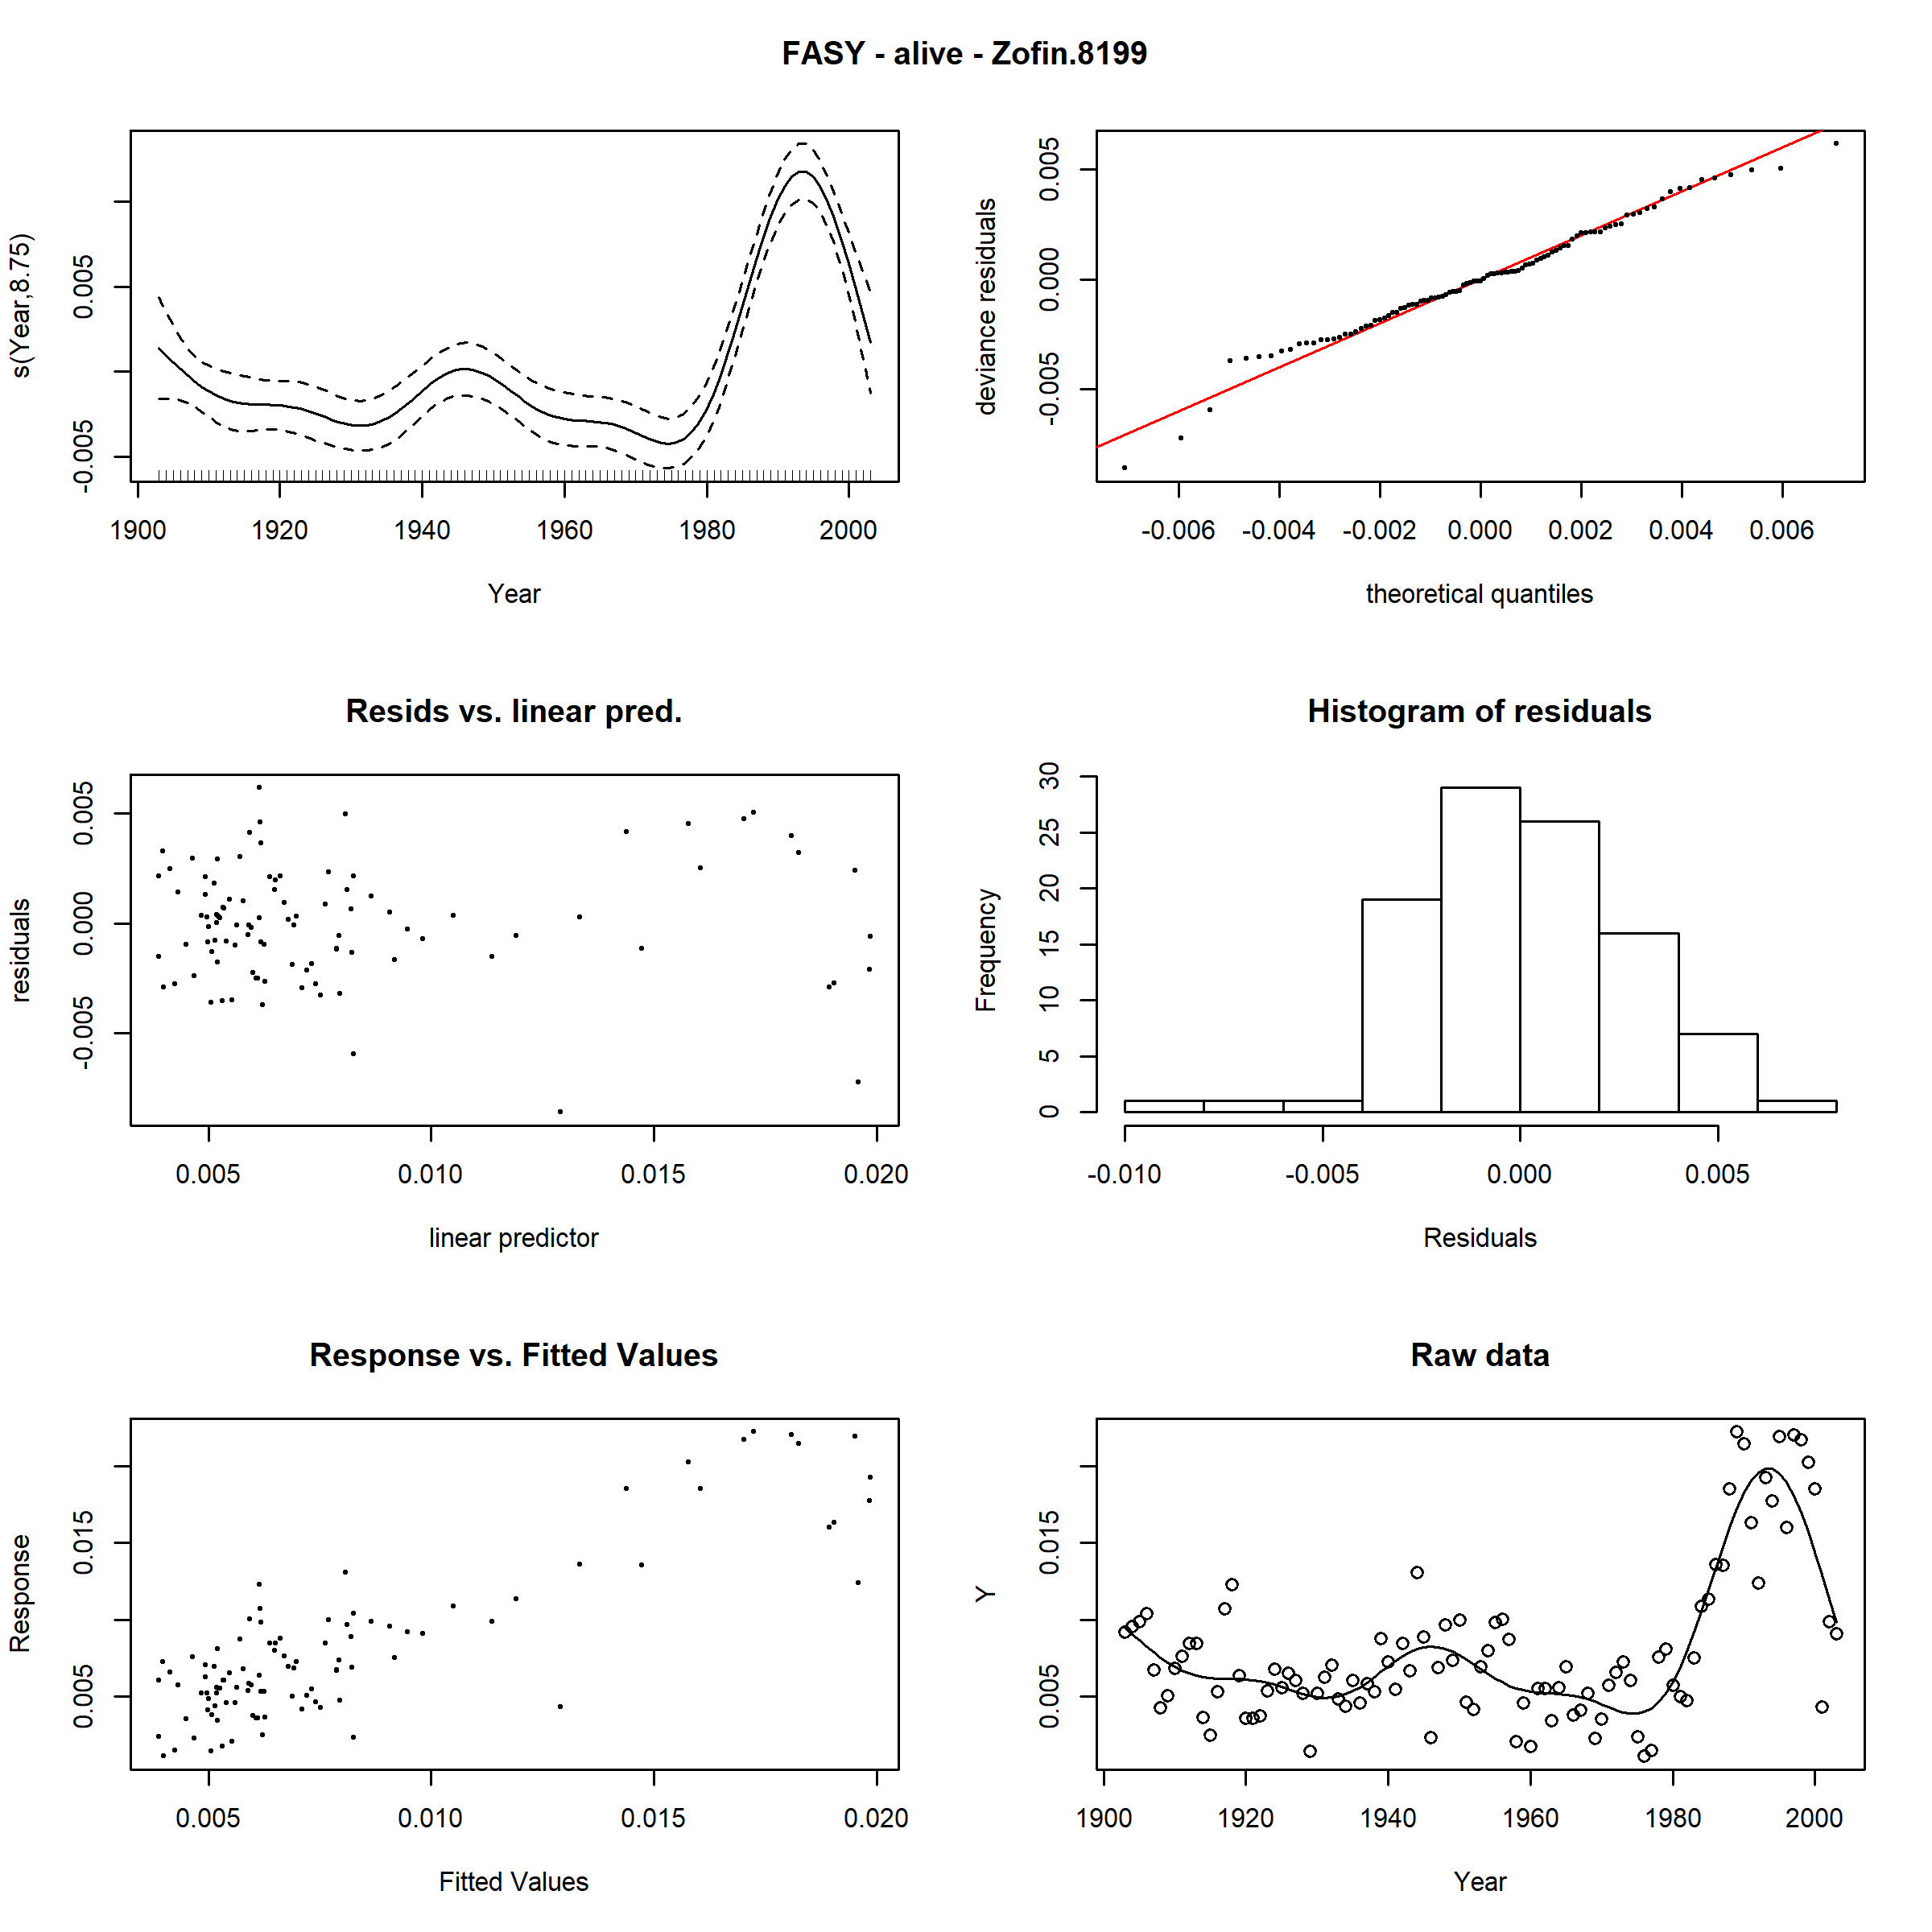 FASY - alive - Zofin.8199
s(Year,8.75)
-0.005 0.005
1900 1920 1940 1960 1980 2000
Year
deviance residuals
-0.005 0.000 0.005
-0.006 -0.004 -0.002 0.000 0.002 0.004 0.006
theoretical quantiles
Resids vs. linear pred.
residuals
-0.005 0.000 0.005
0.005 0.010 0.015 0.020
linear predictor
Histogram of residuals
Frequency
0 5 10 15 20 25 30
-0.010 -0.005 0.000 0.005
Residuals
Response vs. Fitted Values
Response
0.005 0.015
0.005 0.010 0.015 0.020
Fitted Values
Raw data
Y
0.005 0.015
1900 1920 1940 1960 1980 2000
Year